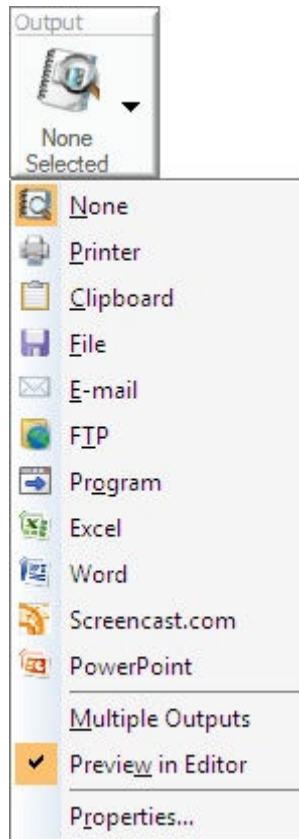 Output
None
Selected
None
Printer
Clipboard
File
E-mail
FTP
Program
Excel
Word
Screencast.com
PowerPoint
Multiple Outputs
Preview in Editor
Properties...